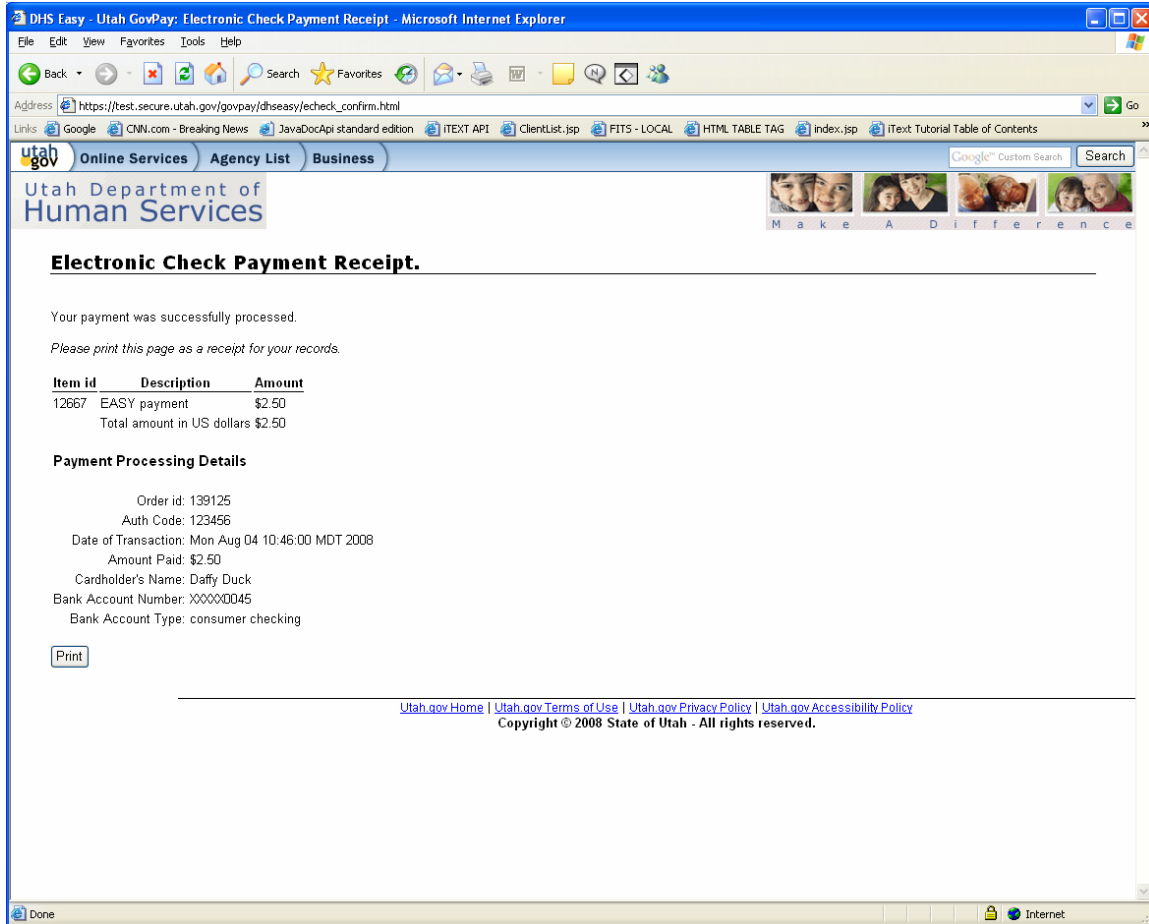 DHS Easy - Utah GovPay: Electronic Check Payment Receipt - Microsoft Internet Explorer
File Edit View Favorites Tools Help
Back Search Favorites
Address https://test.secure.utah.gov/govpay/dhseasy/echeck_confirm.html Go
Links Google CNN.com - Breaking News JavaDocApi standard edition iTEXT API ClientList.jsp FITS - LOCAL HTML TABLE TAG index.jsp iText Tutorial Table of Contents »
utah gov Online Services Agency List Business Google™ Custom Search Search
Utah Department of
Human Services
Make A Difference
Electronic Check Payment Receipt.
Your payment was successfully processed.
Please print this page as a receipt for your records.
Item id Description Amount
12667 EASY payment $2.50
Total amount in US dollars $2.50
Payment Processing Details
Order id: 139125
Auth Code: 123456
Date of Transaction: Mon Aug 04 10:46:00 MDT 2008
Amount Paid: $2.50
Cardholder's Name: Daffy Duck
Bank Account Number: XXXXX0045
Bank Account Type: consumer checking
Print
Utah.gov Home | Utah.gov Terms of Use | Utah.gov Privacy Policy | Utah.gov Accessibility Policy
Copyright © 2008 State of Utah - All rights reserved.
Done Internet